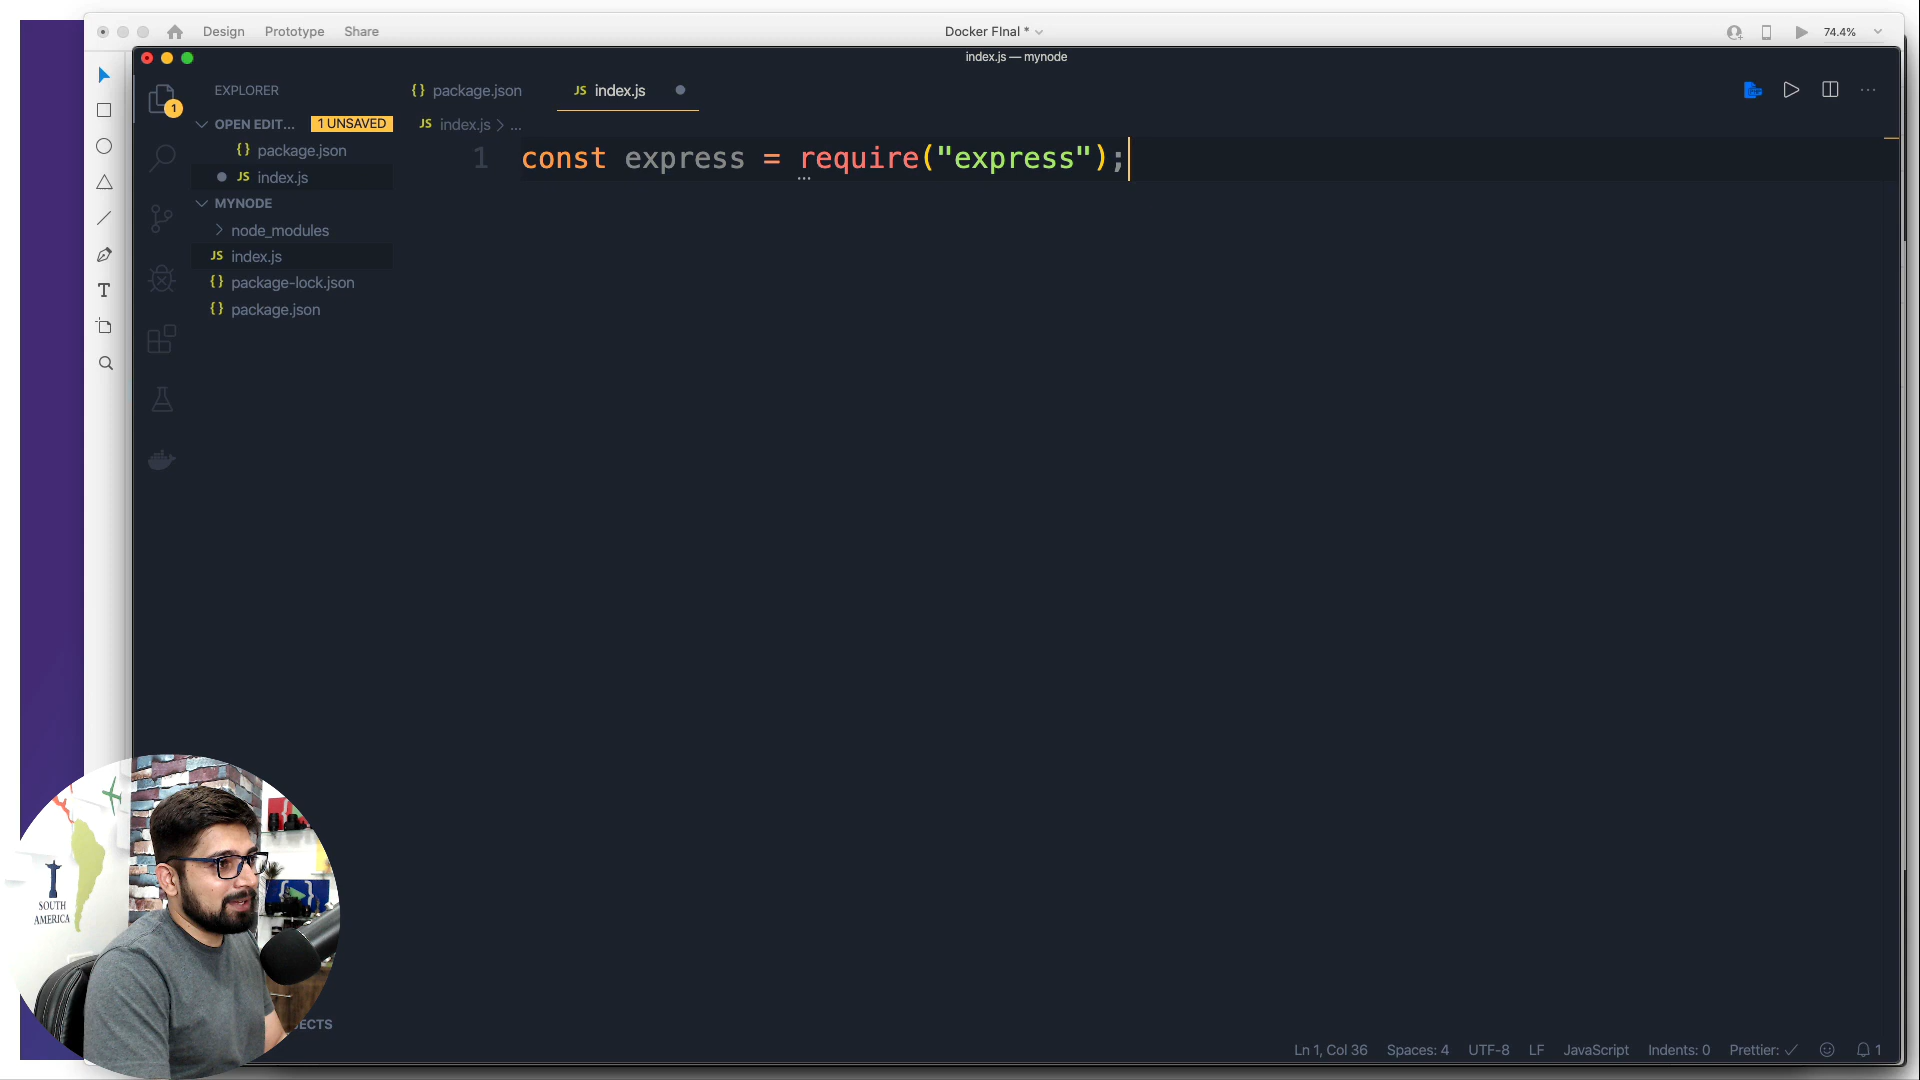 Design Prototype Share Docker FInal * 74.4%
index.js — mynode
EXPLORER
{} package.json
JS index.js
1
OPEN EDIT... 1 UNSAVED
JS index.js > ...
{} package.json
JS index.js
1 const express = require("express");
MYNODE
node_modules
JS index.js
{} package-lock.json
{} package.json
T
SOUTH
AMERICA
ECTS
Ln 1, Col 36 Spaces: 4 UTF-8 LF JavaScript Indents: 0 Prettier: ✓ 1